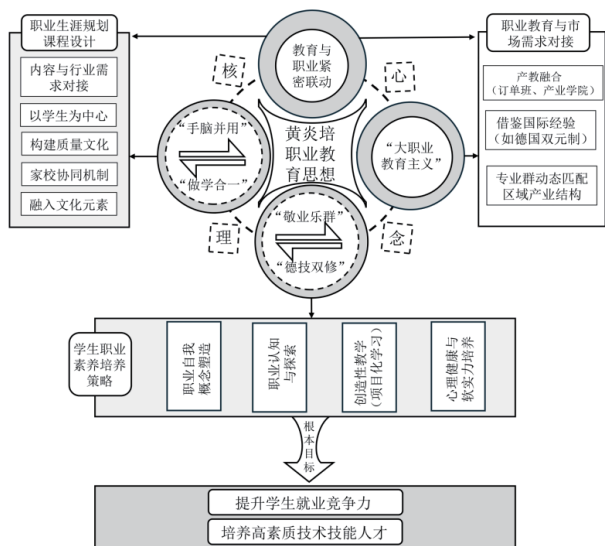 职业生涯规划
课程设计
内容与行业需
求对接
以学生为中心
构建质量文化
家校协同机制
融入文化元素
核
心
理
念
教育与
职业紧
密联动
“手脑并用”
“做学合一”
黄炎培
职业教
育思想
“大职业
教育主义”
“敬业乐群”
“德技双修”
职业教育与市
场需求对接
产教融合
（订单班、产业学院）
借鉴国际经验
（如德国双元制）
专业群动态匹配
区域产业结构
学生职业
素养培养
策略
职业自我
概念塑造
职业认知
与探索
创造性教学
（项目化学习）
心理健康与
软实力培养
根本目标
提升学生就业竞争力
培养高素质技术技能人才